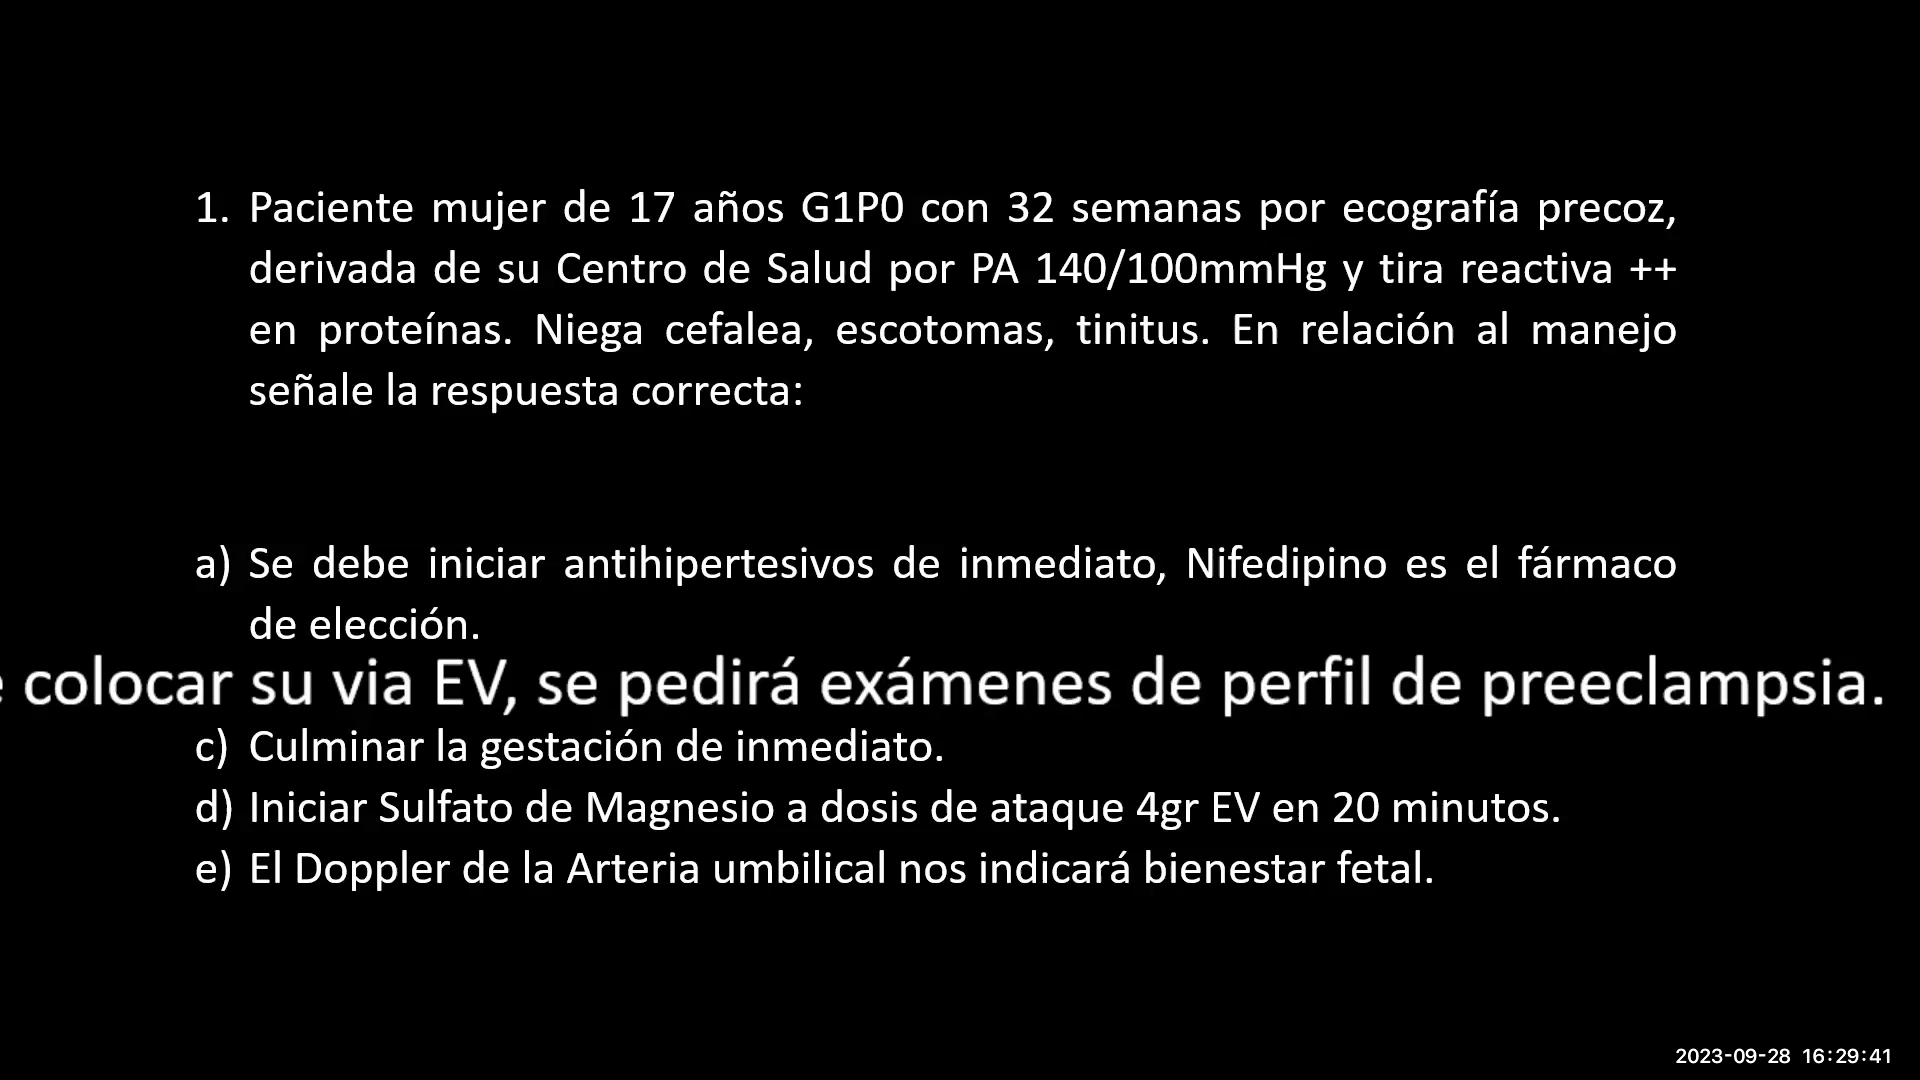 1. Paciente mujer de 17 años G1P0 con 32 semanas por ecografía precoz,
derivada de su Centro de Salud por PA 140/100mmHg y tira reactiva ++
en proteínas. Niega cefalea, escotomas, tinitus. En relación al manejo
señale la respuesta correcta:
a) Se debe iniciar antihipertesivos de inmediato, Nifedipino es el fármaco
de elección.
colocar su via EV, se pedirá exámenes de perfil de preeclampsia.
c) Culminar la gestación de inmediato.
d) Iniciar Sulfato de Magnesio a dosis de ataque 4gr EV en 20 minutos.
e) El Doppler de la Arteria umbilical nos indicará bienestar fetal.
2023-09-28 16:29:41